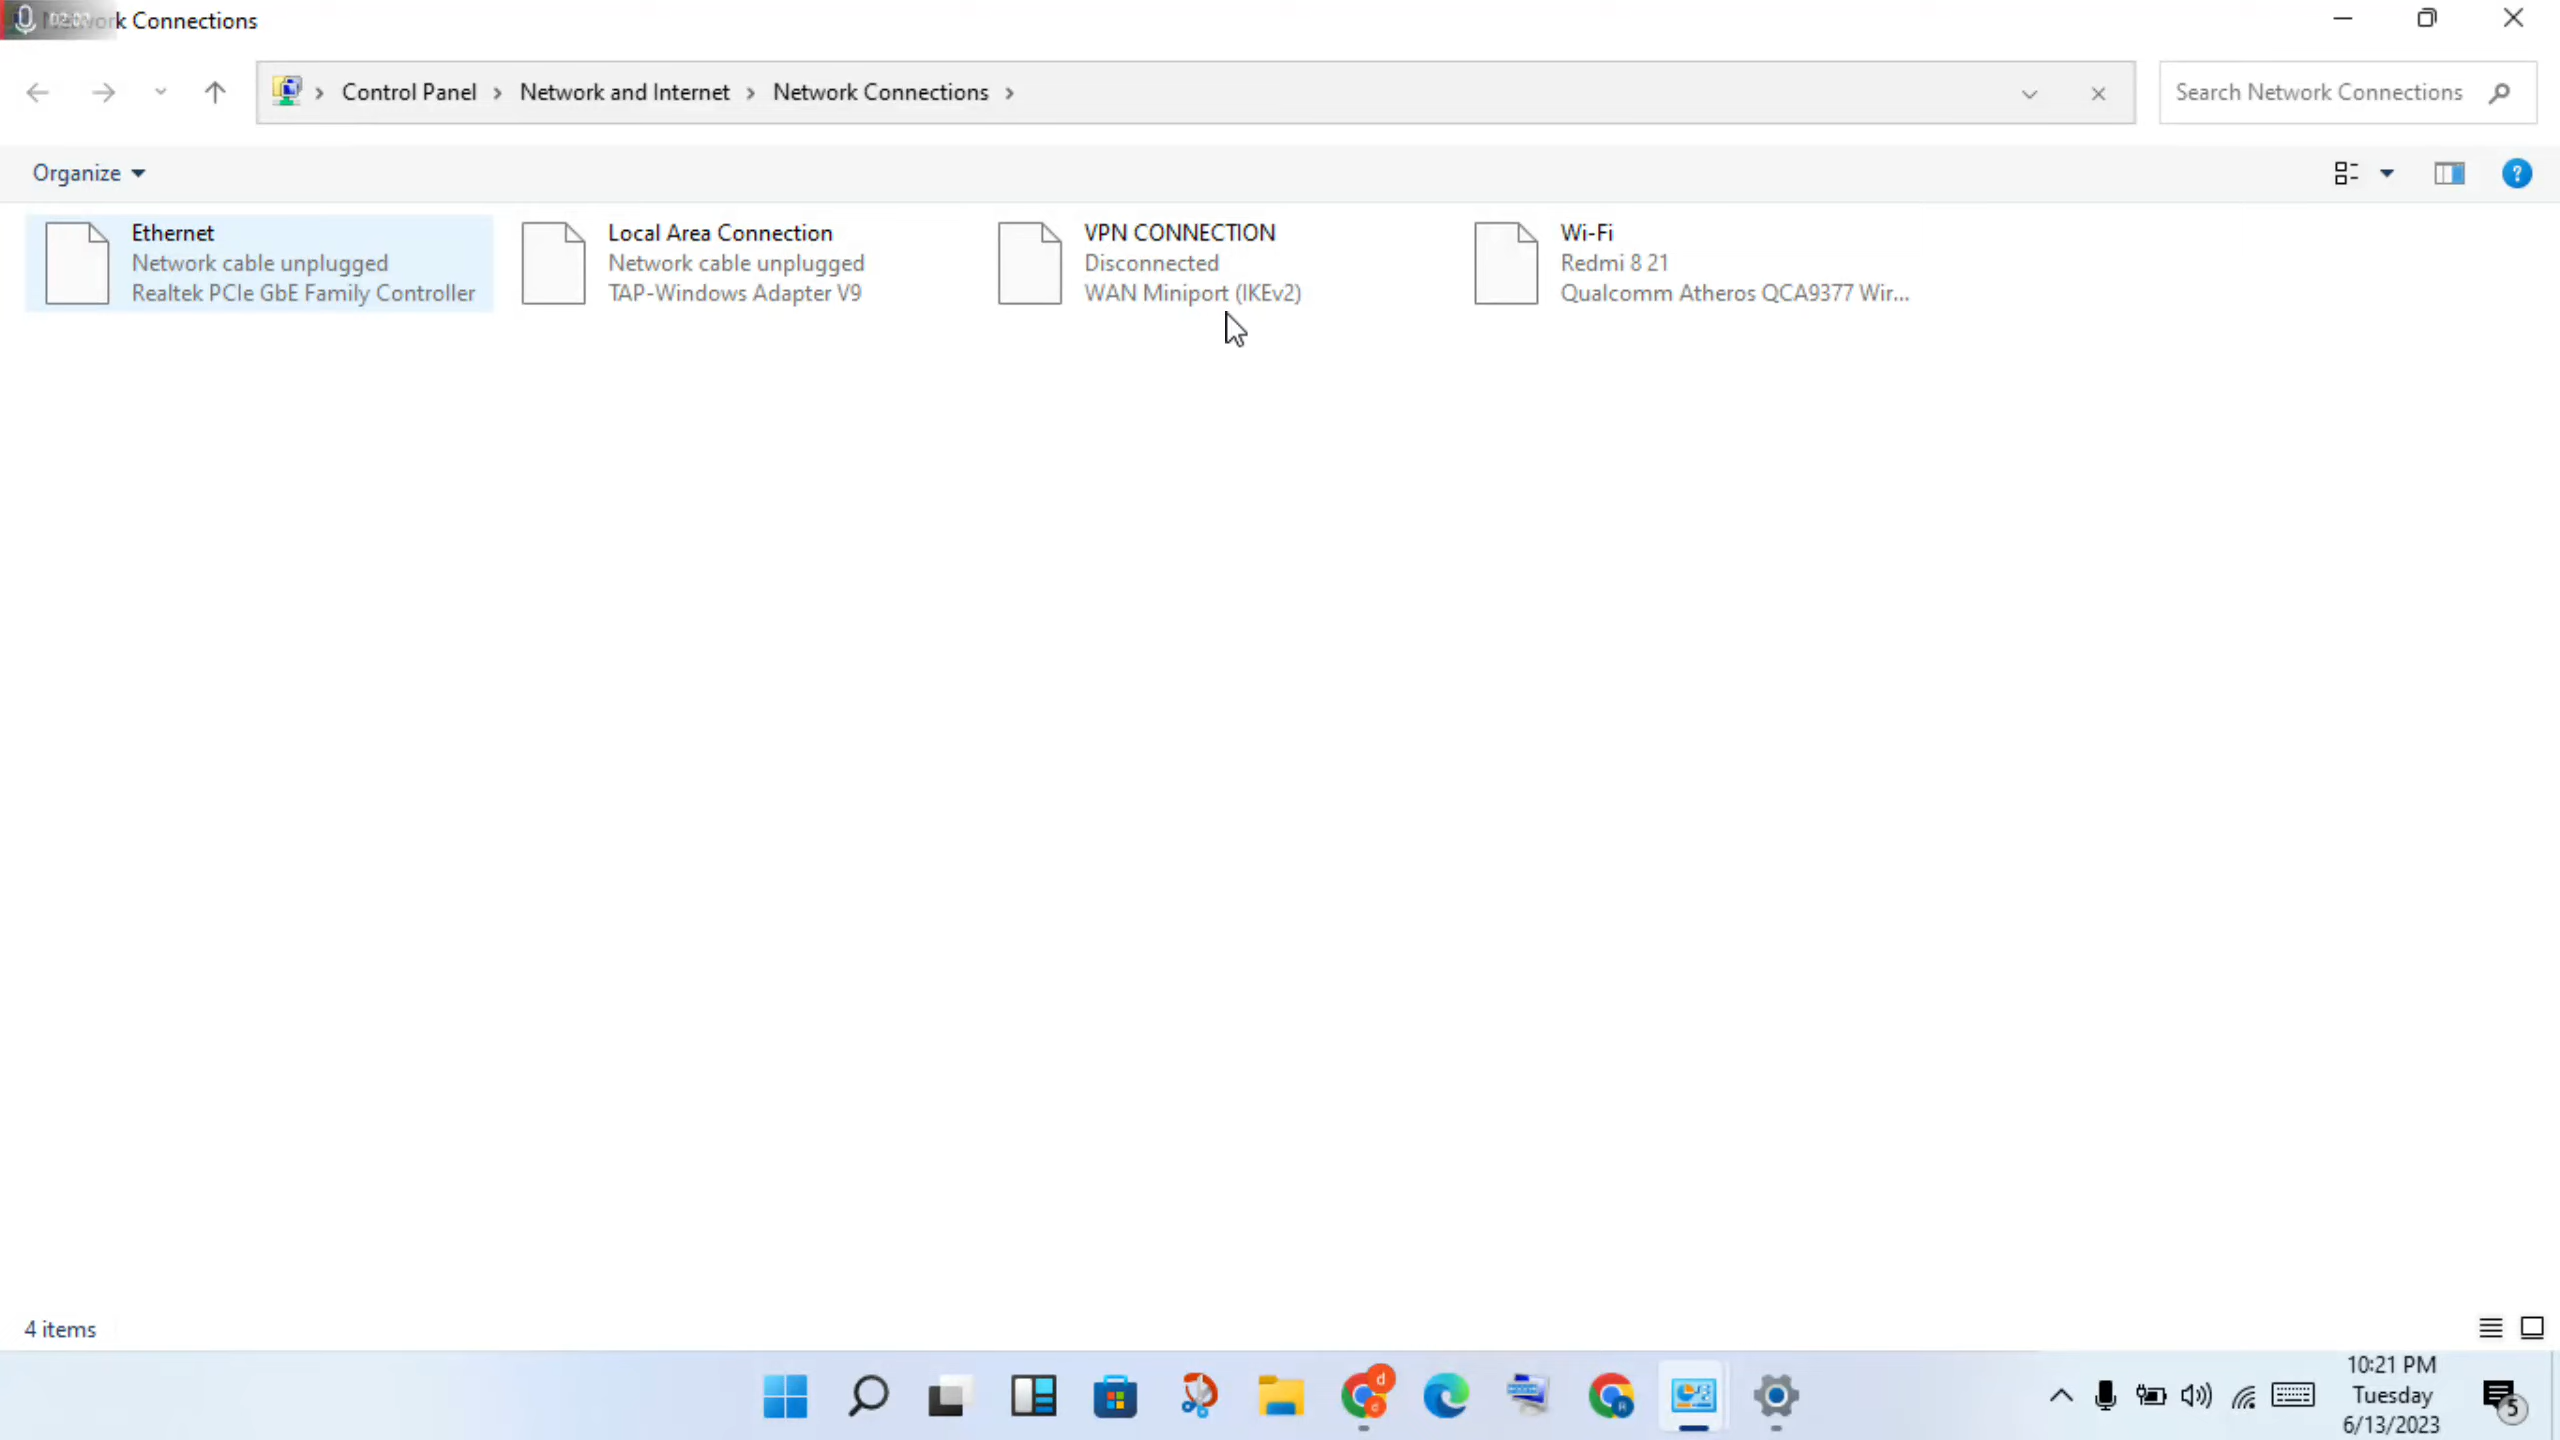 Network Connections
Control Panel
Network and Internet
Network Connections
Search Network Connections
Organize
Ethernet
Network cable unplugged
Realtek PCIe GbE Family Controller
Local Area Connection
Network cable unplugged
TAP-Windows Adapter V9
VPN CONNECTION
Disconnected
WAN Miniport (IKEv2)
Wi-Fi
Redmi 8 21
Qualcomm Atheros QCA9377 Wir...
4 items
10:21 PM
Tuesday
6/13/2023
5